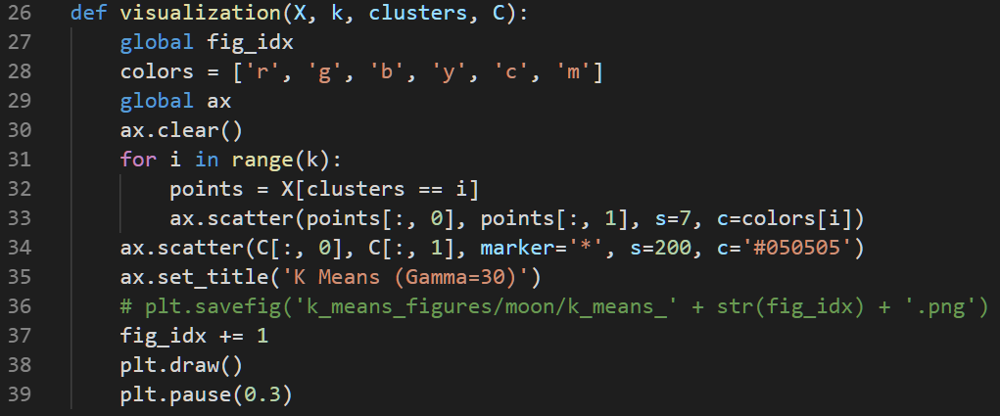 26 def visualization(X, k, clusters, C):
27     global fig_idx
28     colors = ['r', 'g', 'b', 'y', 'c', 'm']
29     global ax
30     ax.clear()
31     for i in range(k):
32         points = X[clusters == i]
33         ax.scatter(points[:, 0], points[:, 1], s=7, c=colors[i])
34     ax.scatter(C[:, 0], C[:, 1], marker='*', s=200, c='#050505')
35     ax.set_title('K Means (Gamma=30)')
36     # plt.savefig('k_means_figures/moon/k_means_' + str(fig_idx) + '.png')
37     fig_idx += 1
38     plt.draw()
39     plt.pause(0.3)